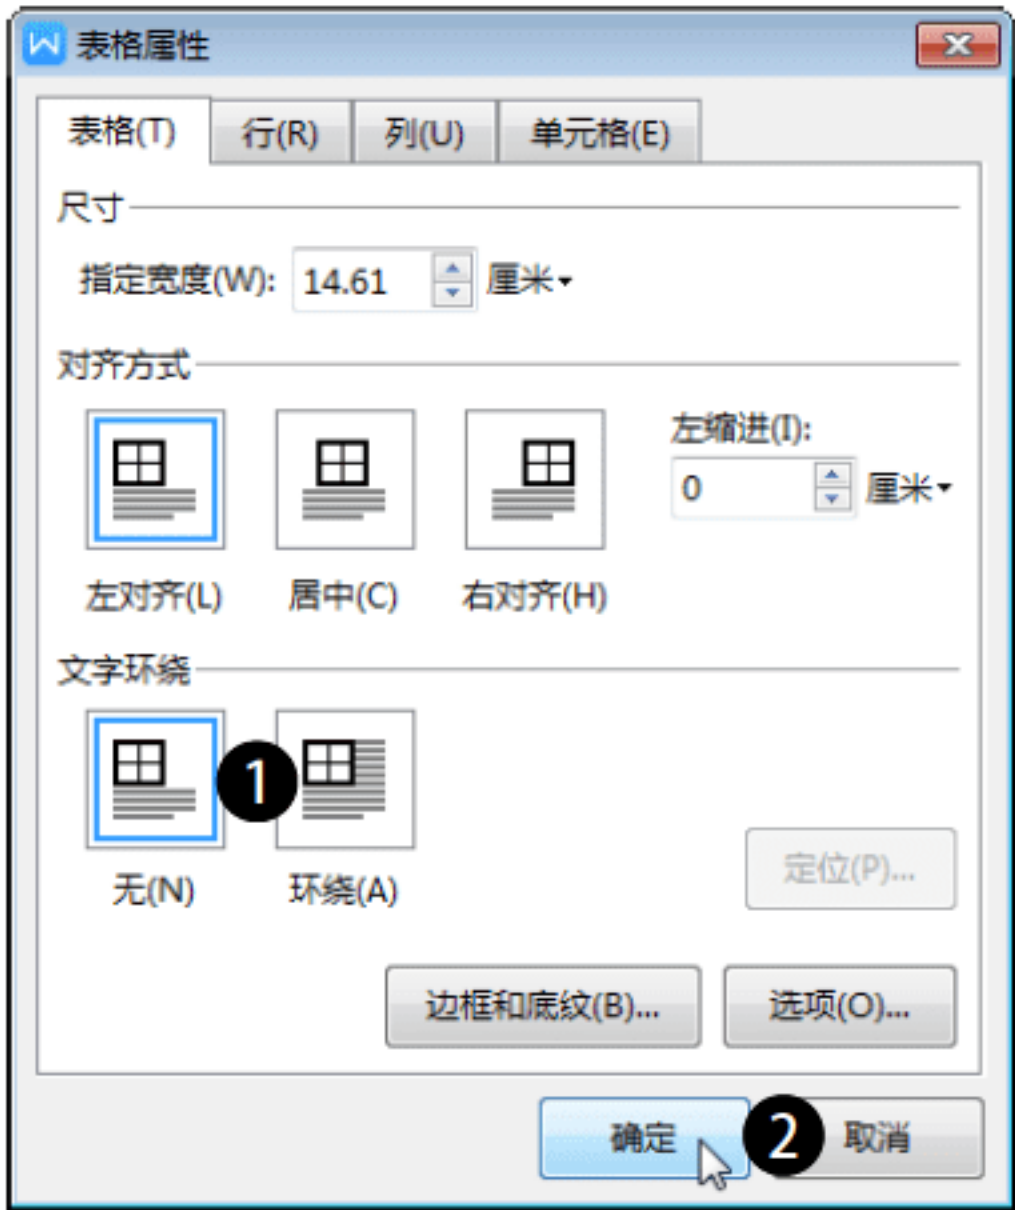 表格属性
表格(T) 行(R) 列(U) 单元格(E)
尺寸
指定宽度(W): 14.61 厘米
对齐方式
左缩进(I):
0 厘米
左对齐(L) 居中(C) 右对齐(H)
文字环绕
1
无(N) 环绕(A)
定位(P)...
边框和底纹(B)... 选项(O)...
确定 2 取消